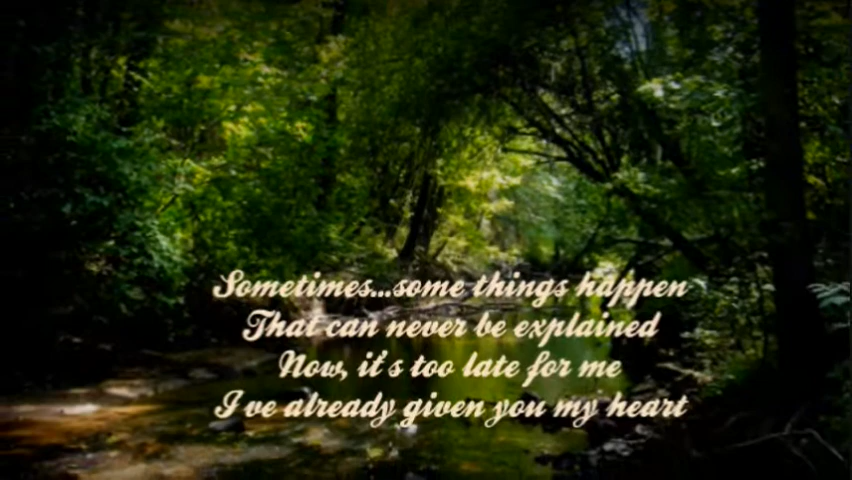 Sometimes...some things happen
That can never be explained
Now, it's too late for me
I've already given you my heart